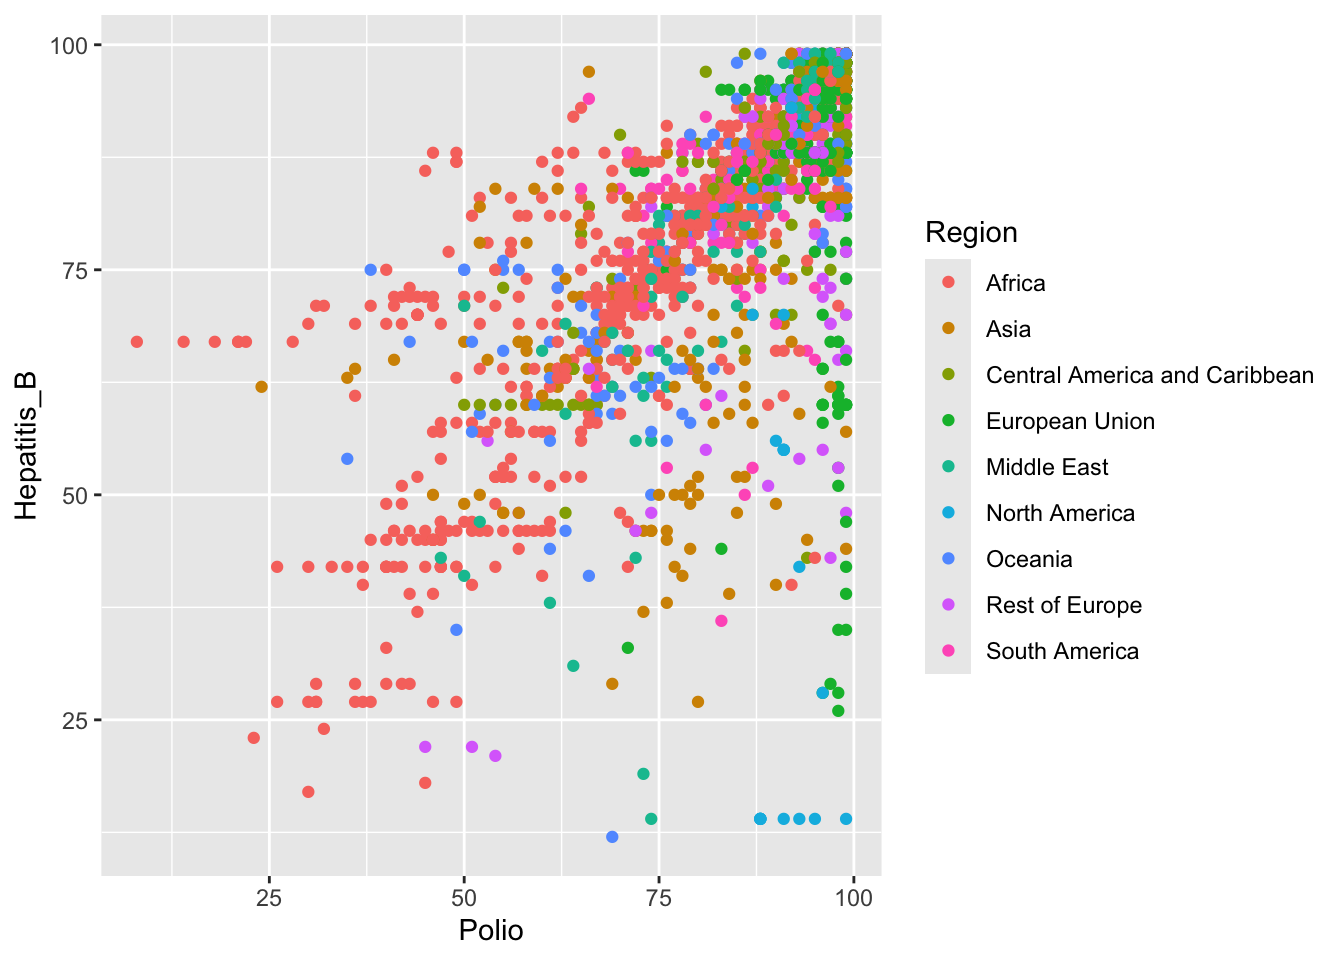 100
75
50
25
Hepatitis_B
25
50
75
100
Polio
Region
Africa
Asia
Central America and Caribbean
European Union
Middle East
North America
Oceania
Rest of Europe
South America